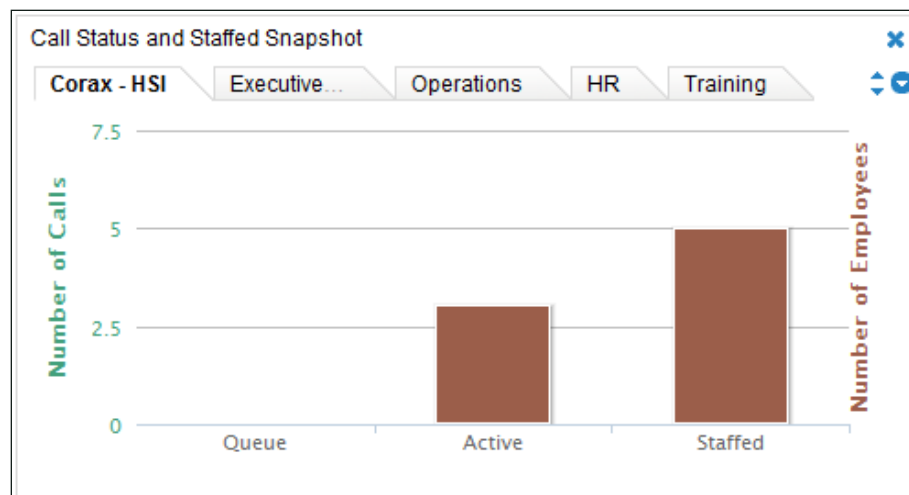 Call Status and Staffed Snapshot
Corax - HSI Executive... Operations HR Training
Number of Calls
7.5
5
2.5
0
Queue Active Staffed
Number of Employees